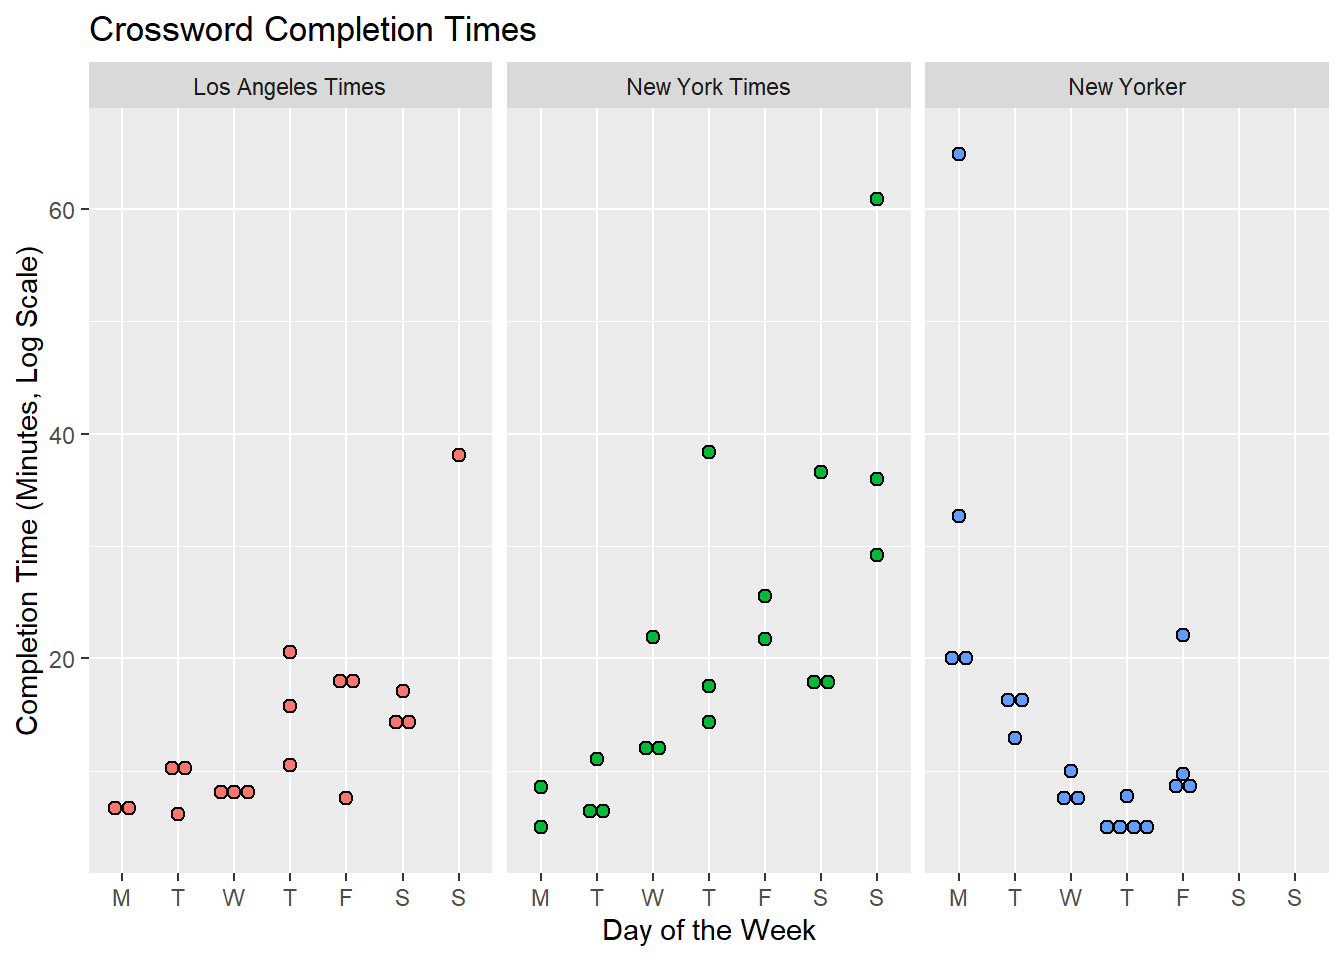 Crossword Completion Times
Los Angeles Times
New York Times
New Yorker
Completion Time (Minutes, Log Scale)
60
40
20
M T W T F S S
M T W T F S S
M T W T F S S
Day of the Week